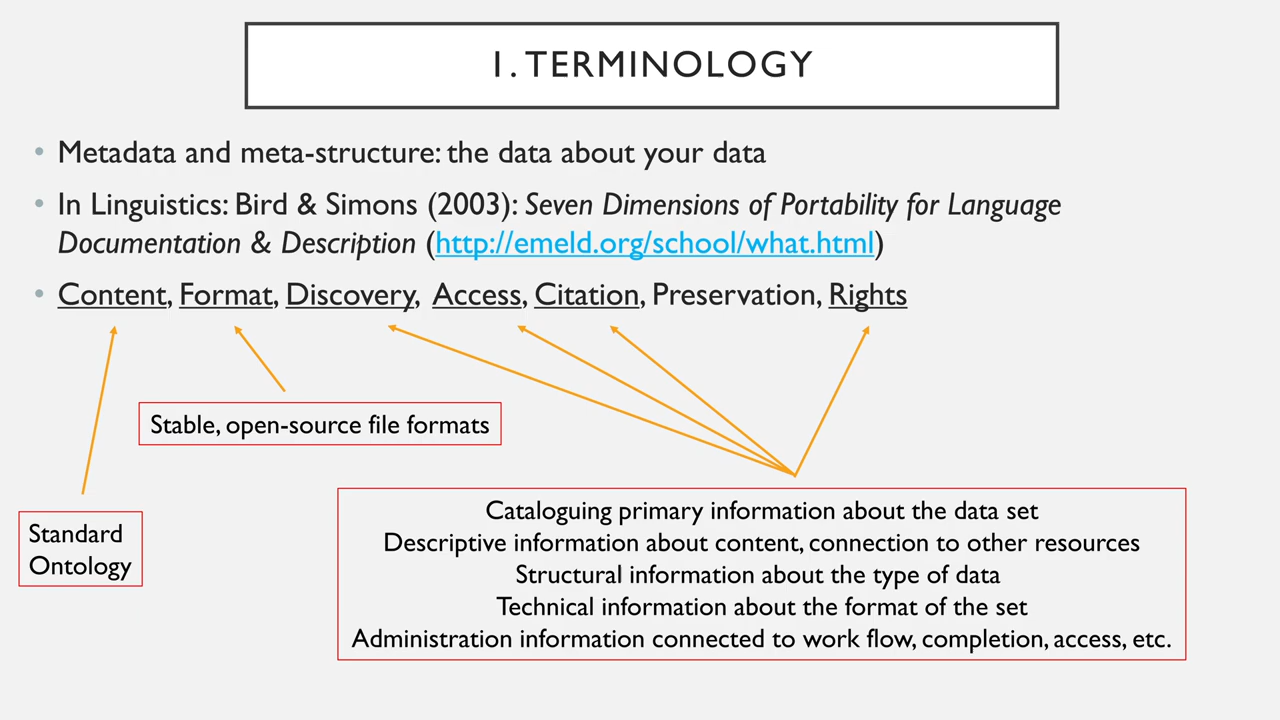 1. TERMINOLOGY
• Metadata and meta-structure: the data about your data
• In Linguistics: Bird & Simons (2003): Seven Dimensions of Portability for Language
Documentation & Description (http://emeld.org/school/what.html)
• Content, Format, Discovery, Access, Citation, Preservation, Rights
Stable, open-source file formats
Standard
Ontology
Cataloguing primary information about the data set
Descriptive information about content, connection to other resources
Structural information about the type of data
Technical information about the format of the set
Administration information connected to work flow, completion, access, etc.